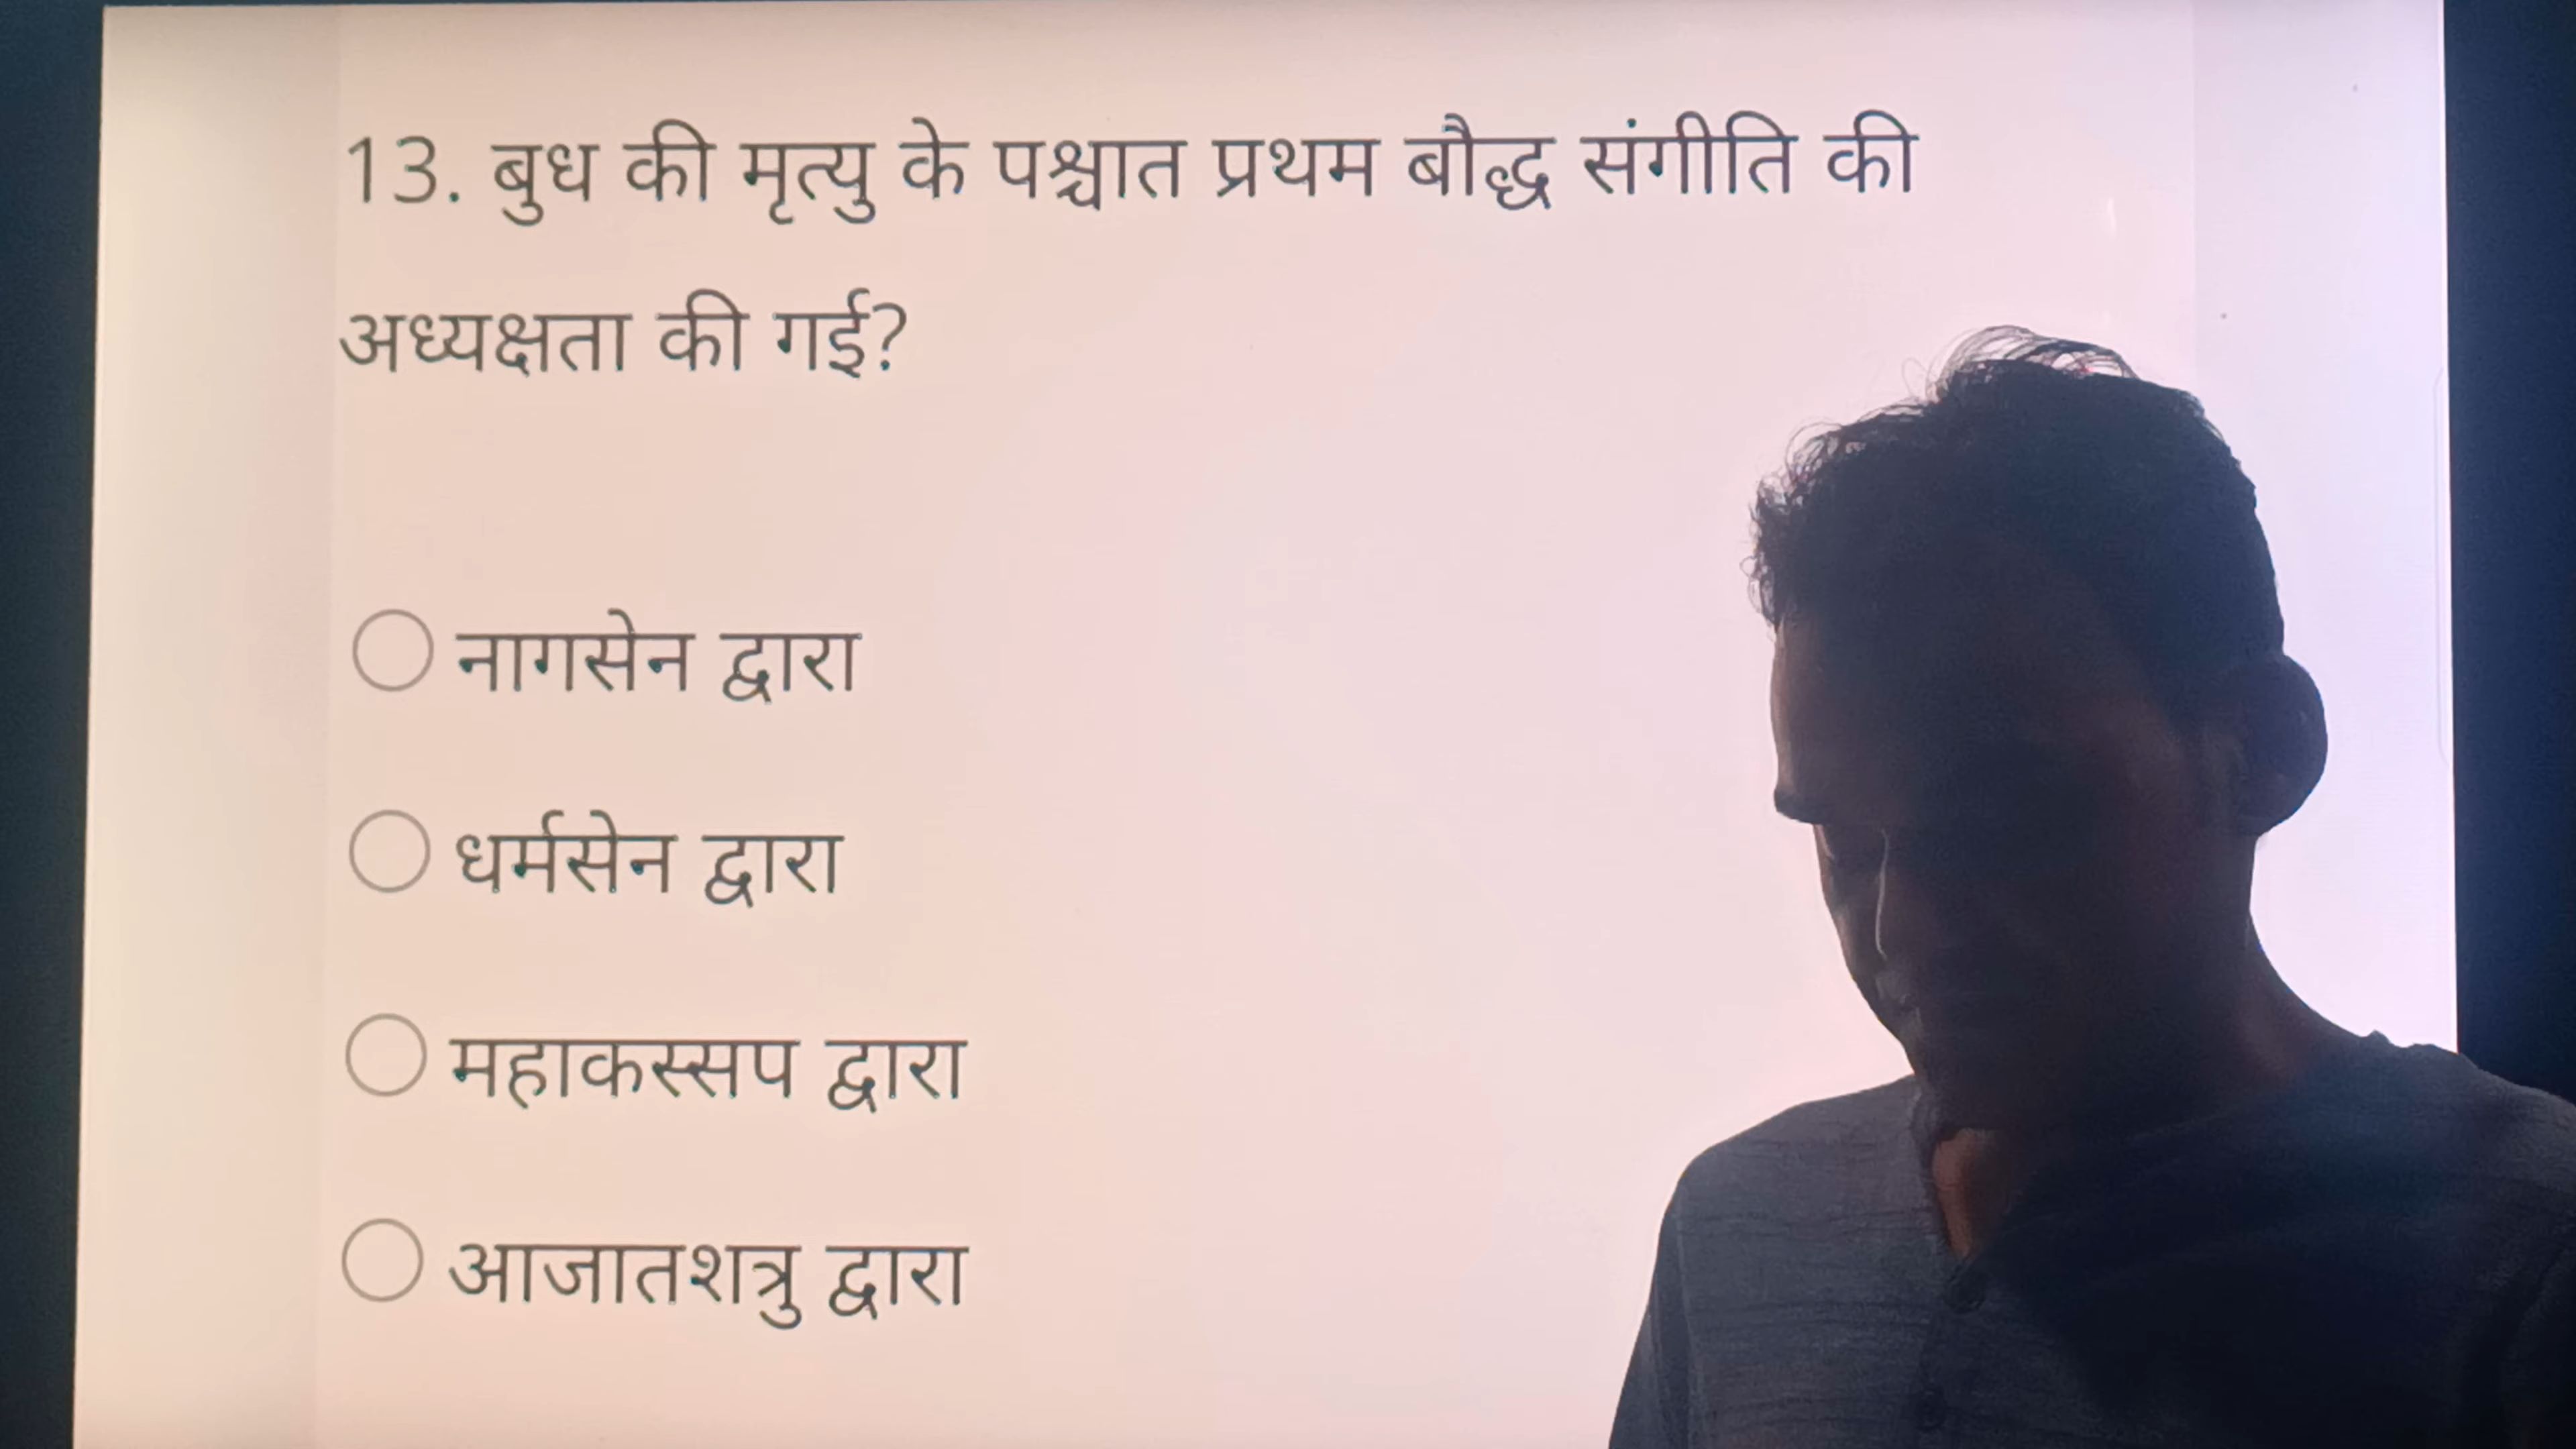 13. बुध की मृत्यु के पश्चात प्रथम बौद्ध संगीति की
अध्यक्षता की गई?
नागसेन द्वारा
धर्मसेन द्वारा
महाकस्सप द्वारा
आजातशत्रु द्वारा